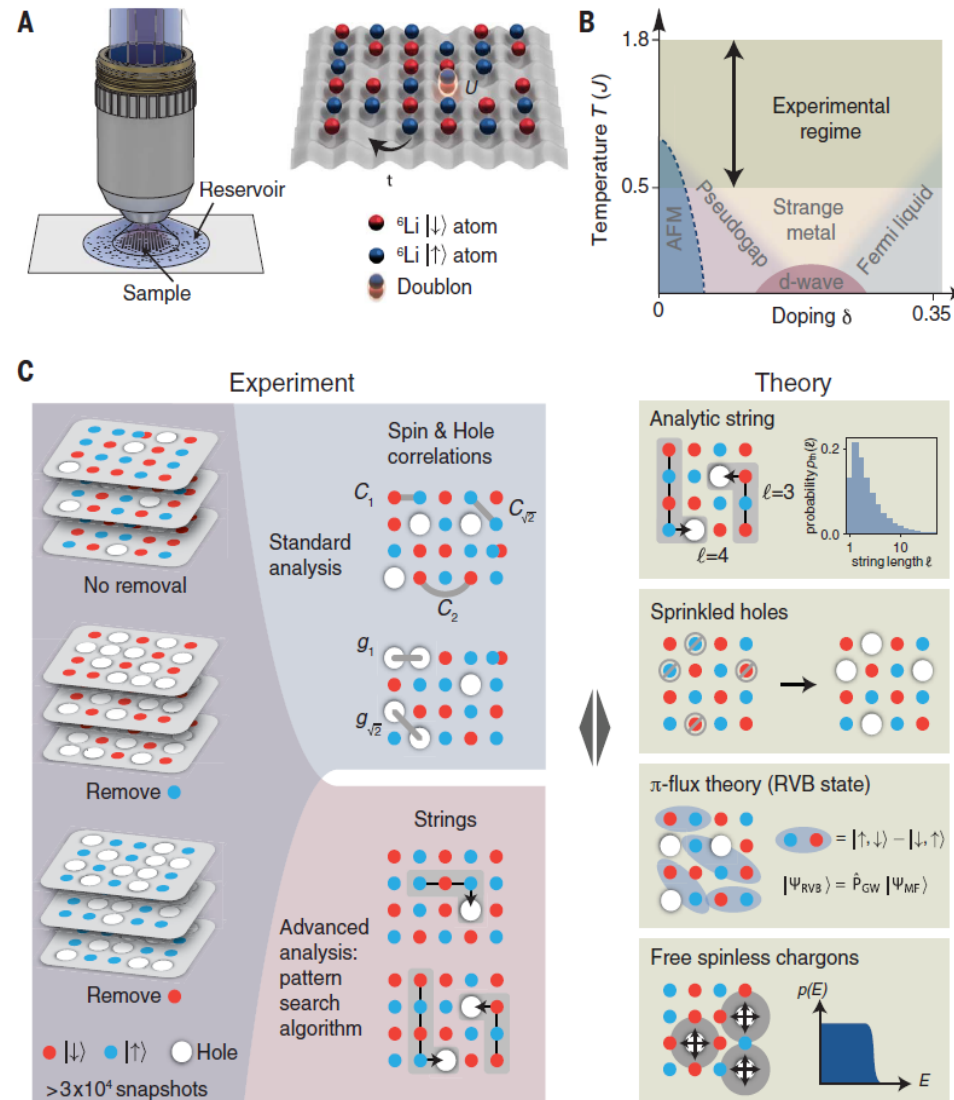 A
Reservoir
Sample
U
t
⁶Li |↓⟩ atom
⁶Li |↑⟩ atom
Doublon
B
Temperature T (J)
1.8
0.5
0
Experimental
regime
AFM
Pseudogap
Strange
metal
Fermi liquid
d-wave
Doping δ
0.35
C
Experiment
No removal
Remove
Remove
|↓⟩ |↑⟩ Hole
>3x10⁴ snapshots
Spin & Hole
correlations
Standard
analysis
C₁
C√2
C₂
g₁
g√2
Strings
Advanced
analysis:
pattern
search
algorithm
Theory
Analytic string
ℓ=3
ℓ=4
probability pₜₕ(ℓ)
0.2
0.0
1 10
string length ℓ
Sprinkled holes
π-flux theory (RVB state)
= |↑,↓⟩ − |↓,↑⟩
|Ψ_RVB⟩ = P̂_GW |Ψ_MF⟩
Free spinless chargons
p(E)
E